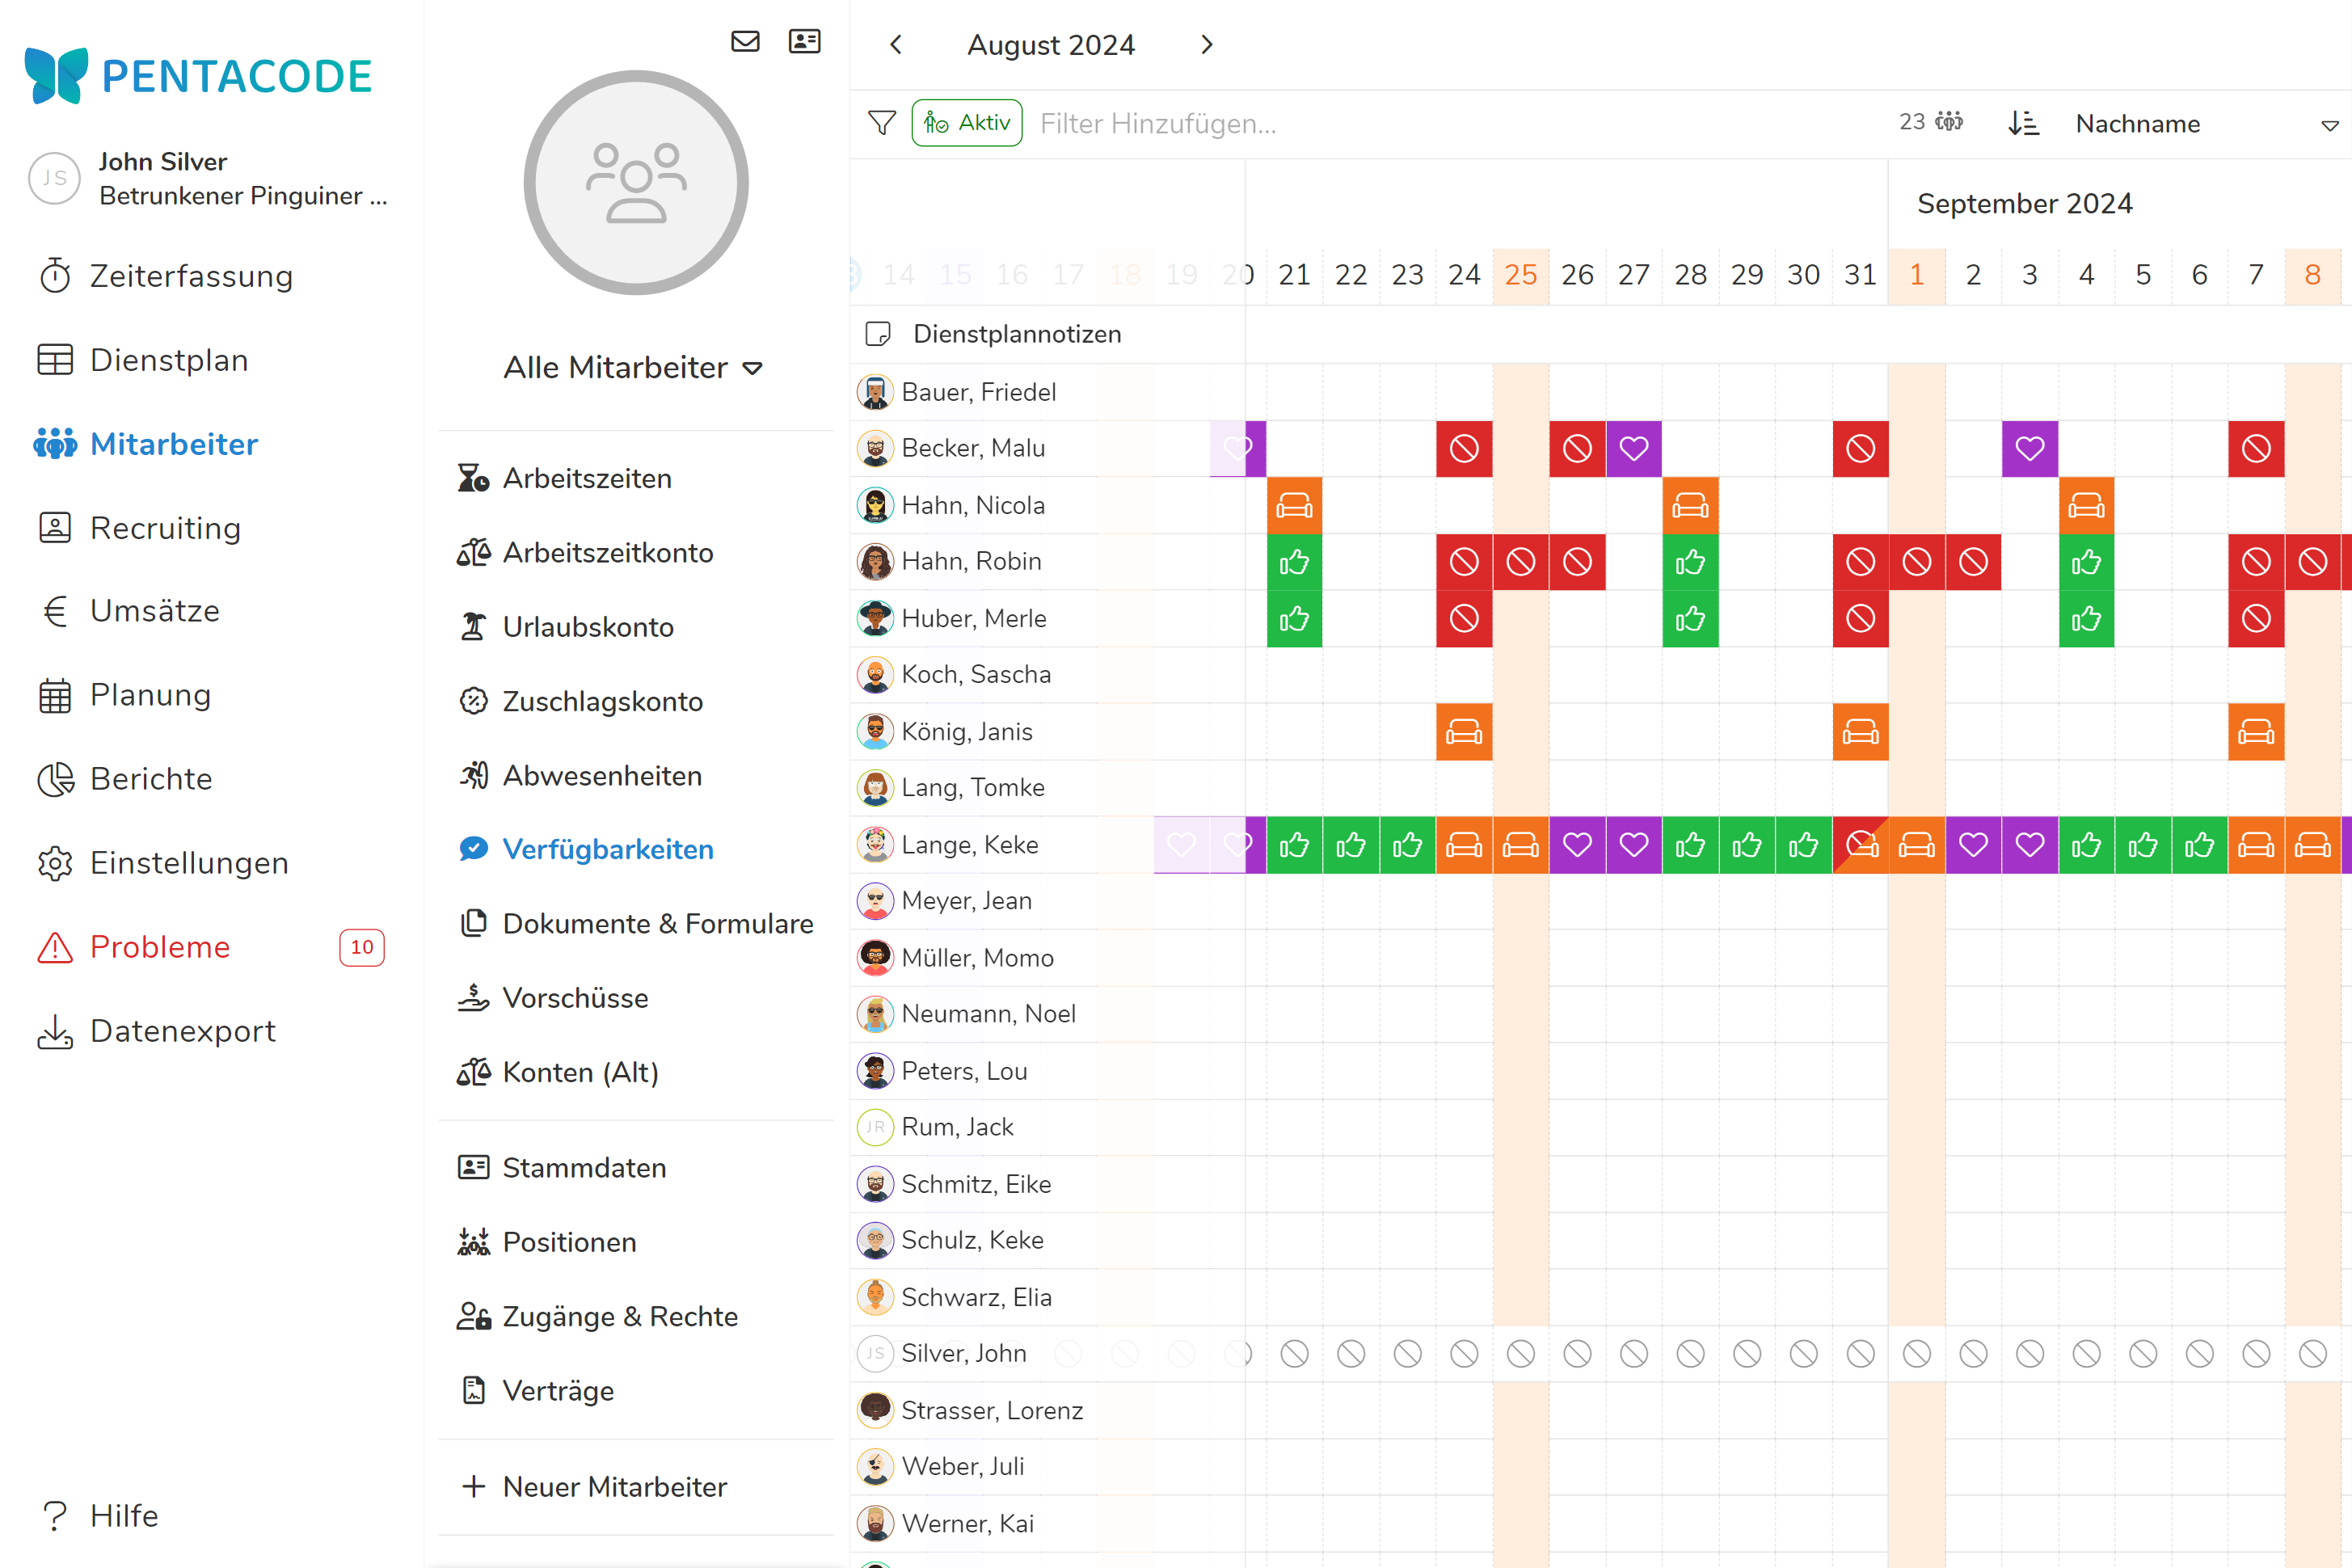 PENTACODE
JS
John Silver
Betrunkener Pinguiner ...
Zeiterfassung
Dienstplan
Mitarbeiter
Recruiting
Umsätze
Planung
Berichte
Einstellungen
Probleme
10
Datenexport
Hilfe
Alle Mitarbeiter
Arbeitszeiten
Arbeitszeitkonto
Urlaubskonto
Zuschlagskonto
Abwesenheiten
Verfügbarkeiten
Dokumente & Formulare
Vorschüsse
Konten (Alt)
Stammdaten
Positionen
Zugänge & Rechte
Verträge
Neuer Mitarbeiter
August 2024
Aktiv
Filter Hinzufügen...
23
Nachname
September 2024
14 15 16 17 18 19 20 21 22 23 24 25 26 27 28 29 30 31 1 2 3 4 5 6 7 8
Dienstplannotizen
Bauer, Friedel
Becker, Malu
Hahn, Nicola
Hahn, Robin
Huber, Merle
Koch, Sascha
König, Janis
Lang, Tomke
Lange, Keke
Meyer, Jean
Müller, Momo
Neumann, Noel
Peters, Lou
JR Rum, Jack
Schmitz, Eike
Schulz, Keke
Schwarz, Elia
JS Silver, John
Strasser, Lorenz
Weber, Juli
Werner, Kai